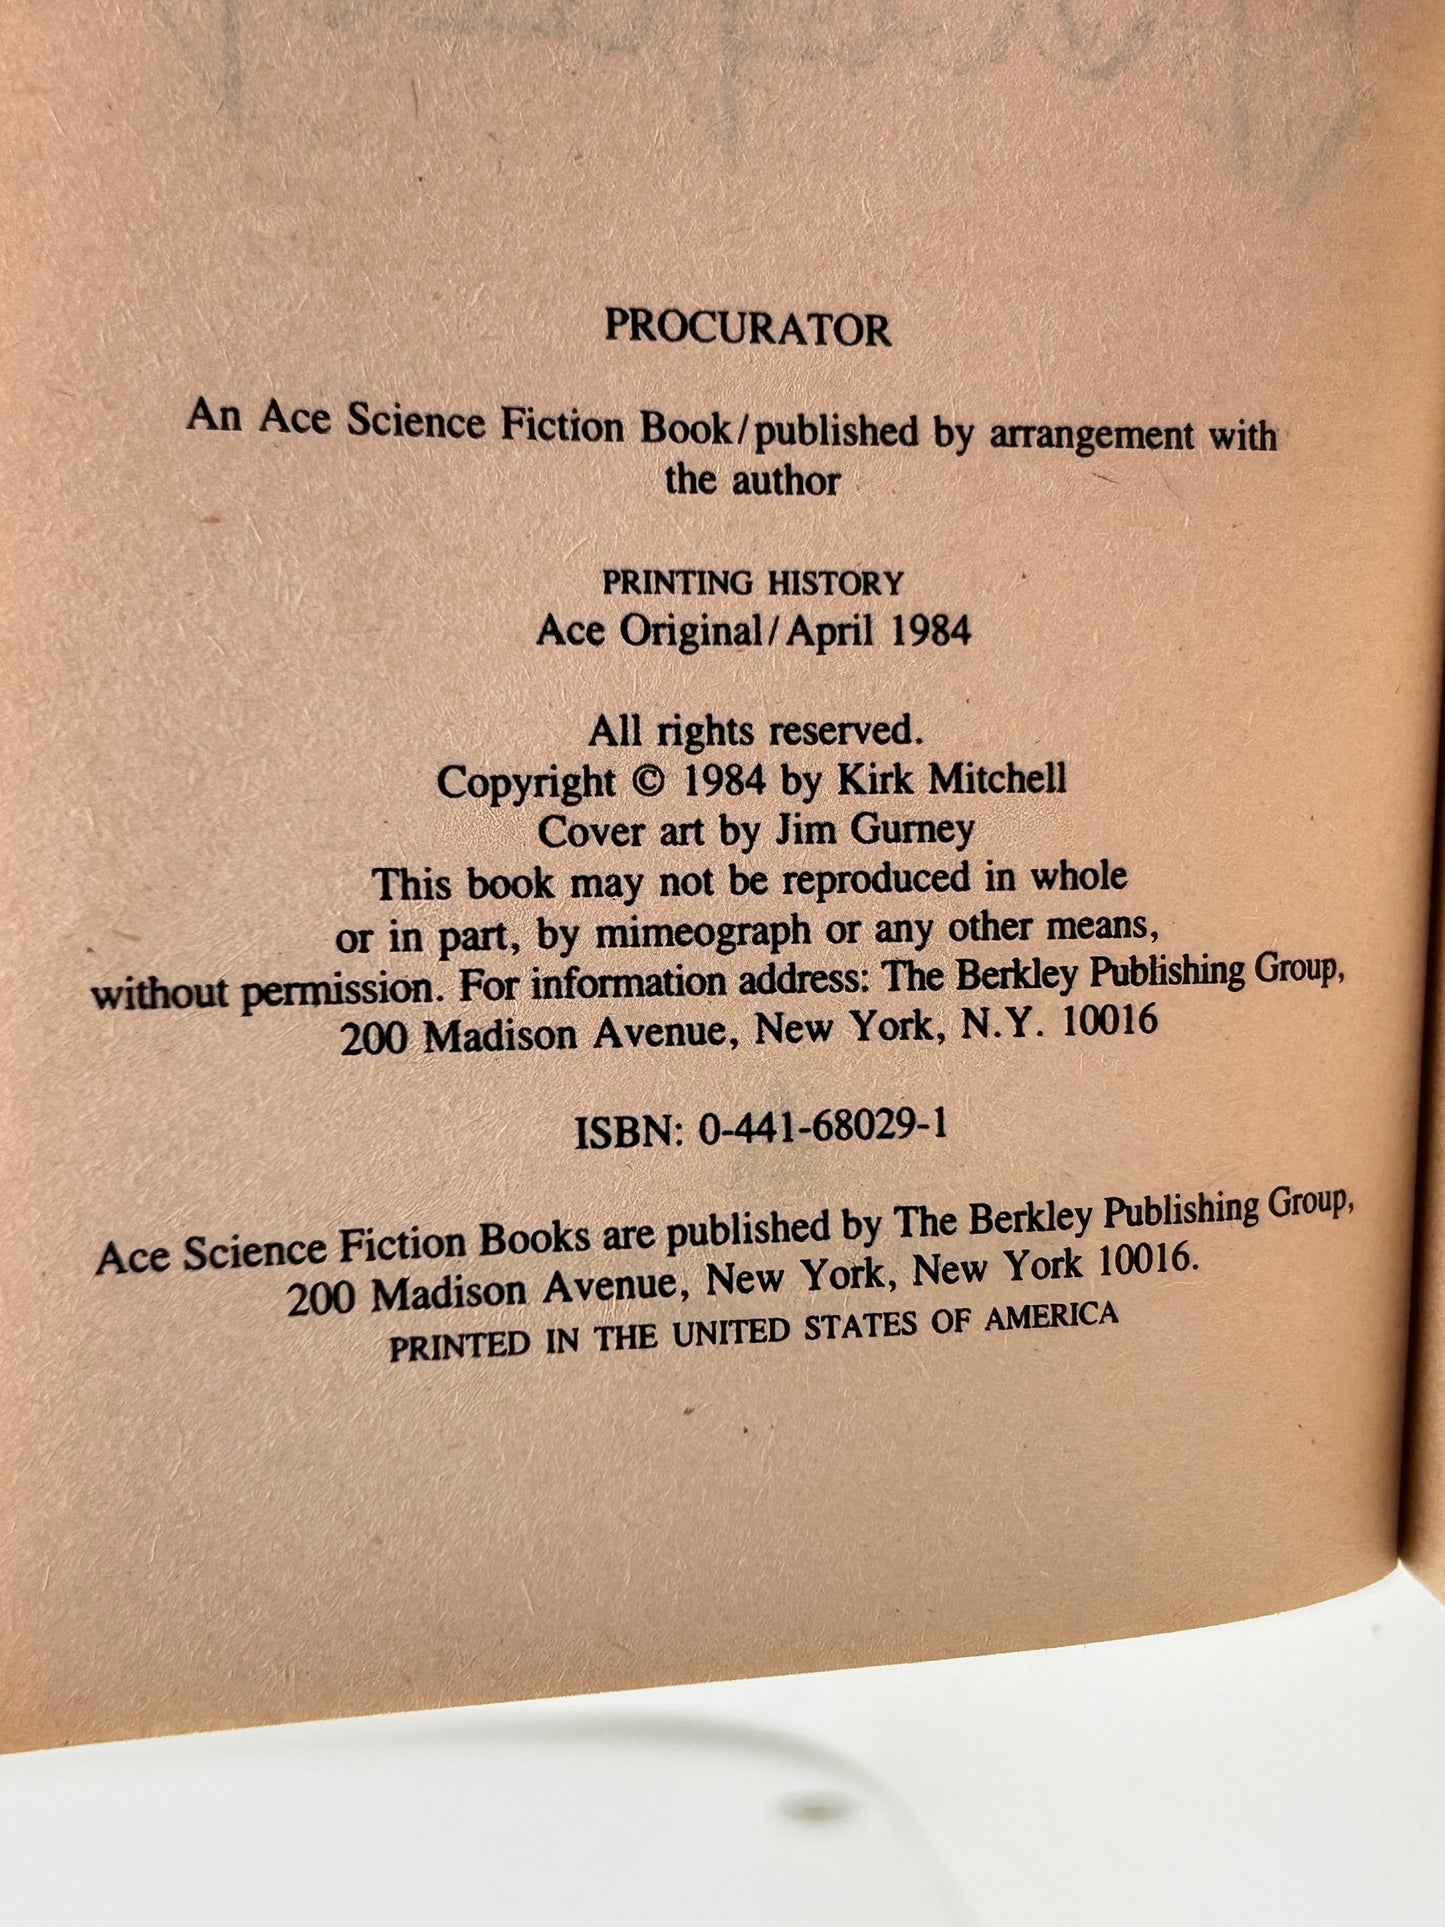 PROCURATOR
An Ace Science Fiction Book/published by arrangement with
the author
PRINTING HISTORY
Ace Original/April 1984
All rights reserved.
Copyright © 1984 by Kirk Mitchell
Cover art by Jim Gurney
This book may not be reproduced in whole
or in part, by mimeograph or any other means,
without permission. For information address: The Berkley Publishing Group,
200 Madison Avenue, New York, N.Y. 10016
ISBN: 0-441-68029-1
Ace Science Fiction Books are published by The Berkley Publishing Group,
200 Madison Avenue, New York, New York 10016.
PRINTED IN THE UNITED STATES OF AMERICA